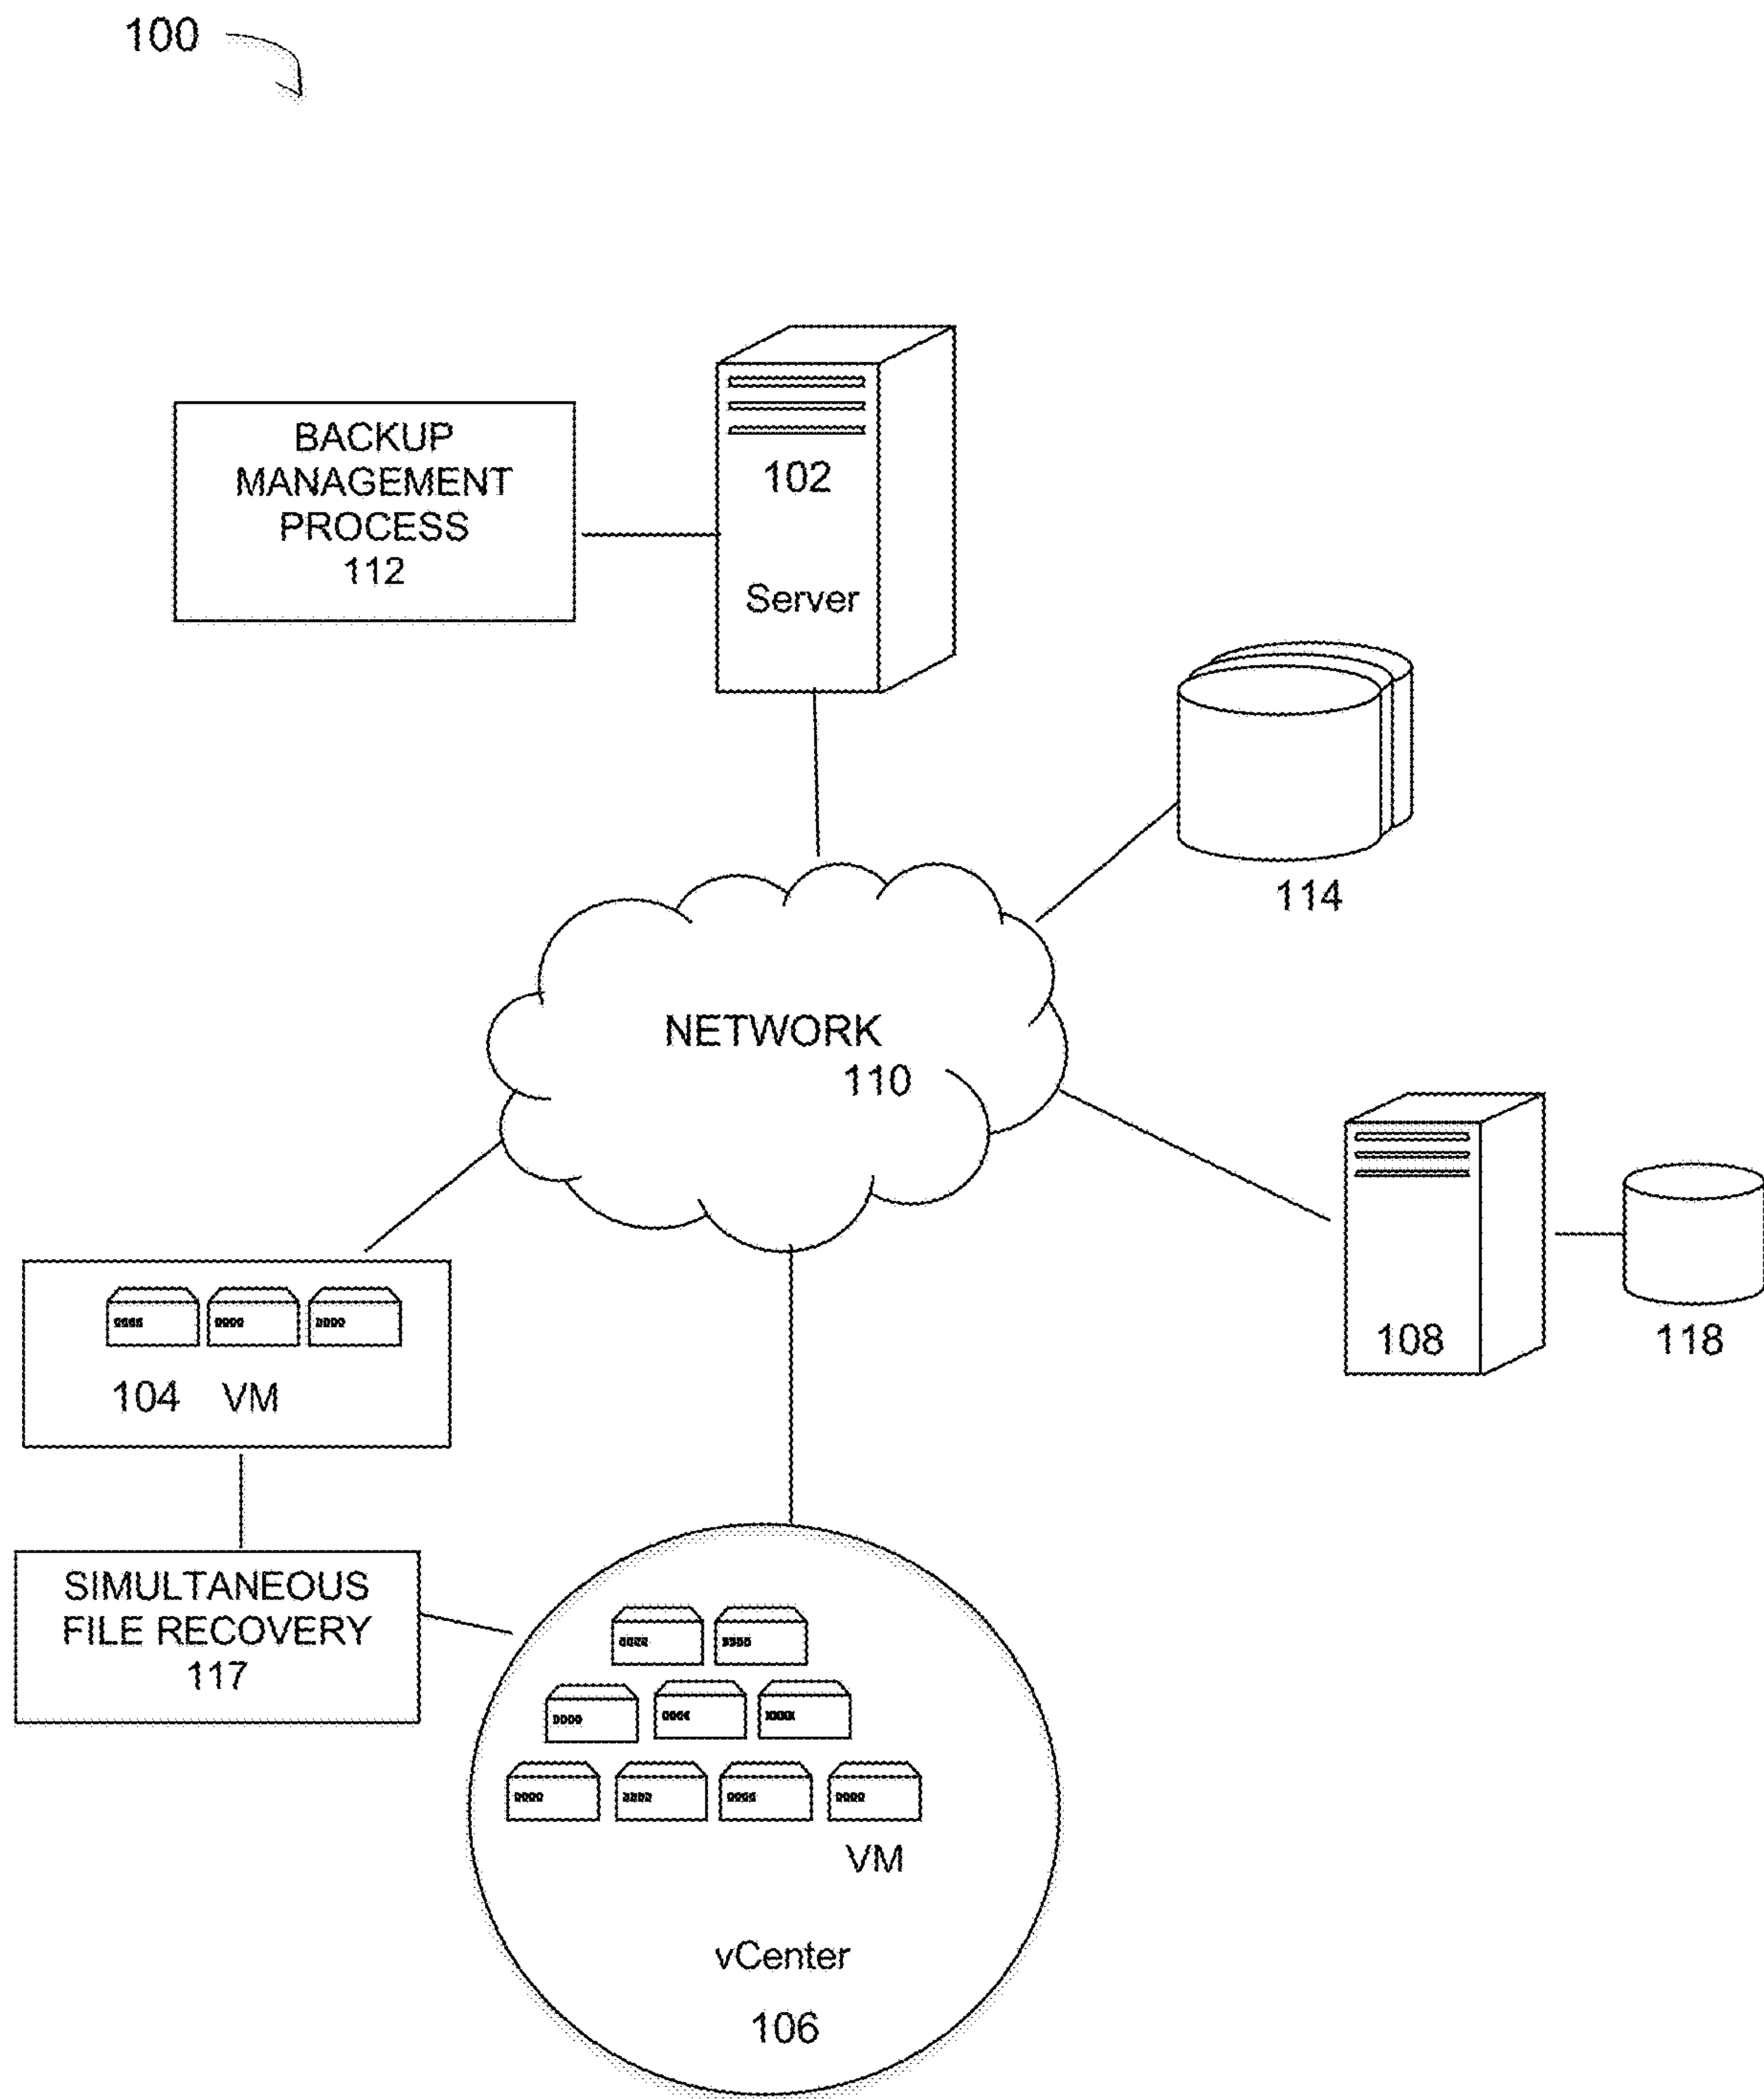 100
BACKUP
MANAGEMENT
PROCESS
112
102
Server
114
NETWORK
110
108
118
104 VM
SIMULTANEOUS
FILE RECOVERY
117
VM
vCenter
106